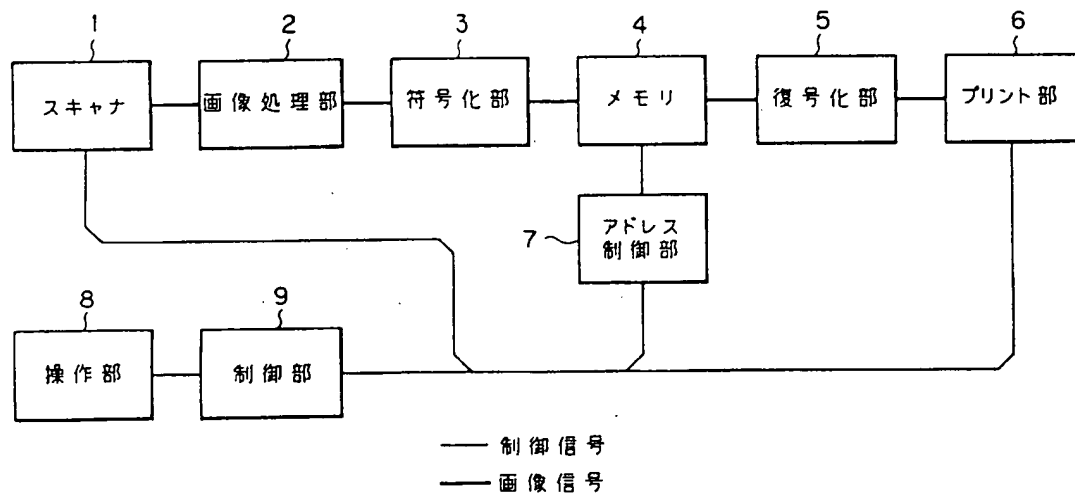 1
2
3
4
5
6
スキャナ
画像処理部
符号化部
メモリ
復号化部
プリント部
7
アドレス
制御部
8
9
操作部
制御部
制御信号
画像信号